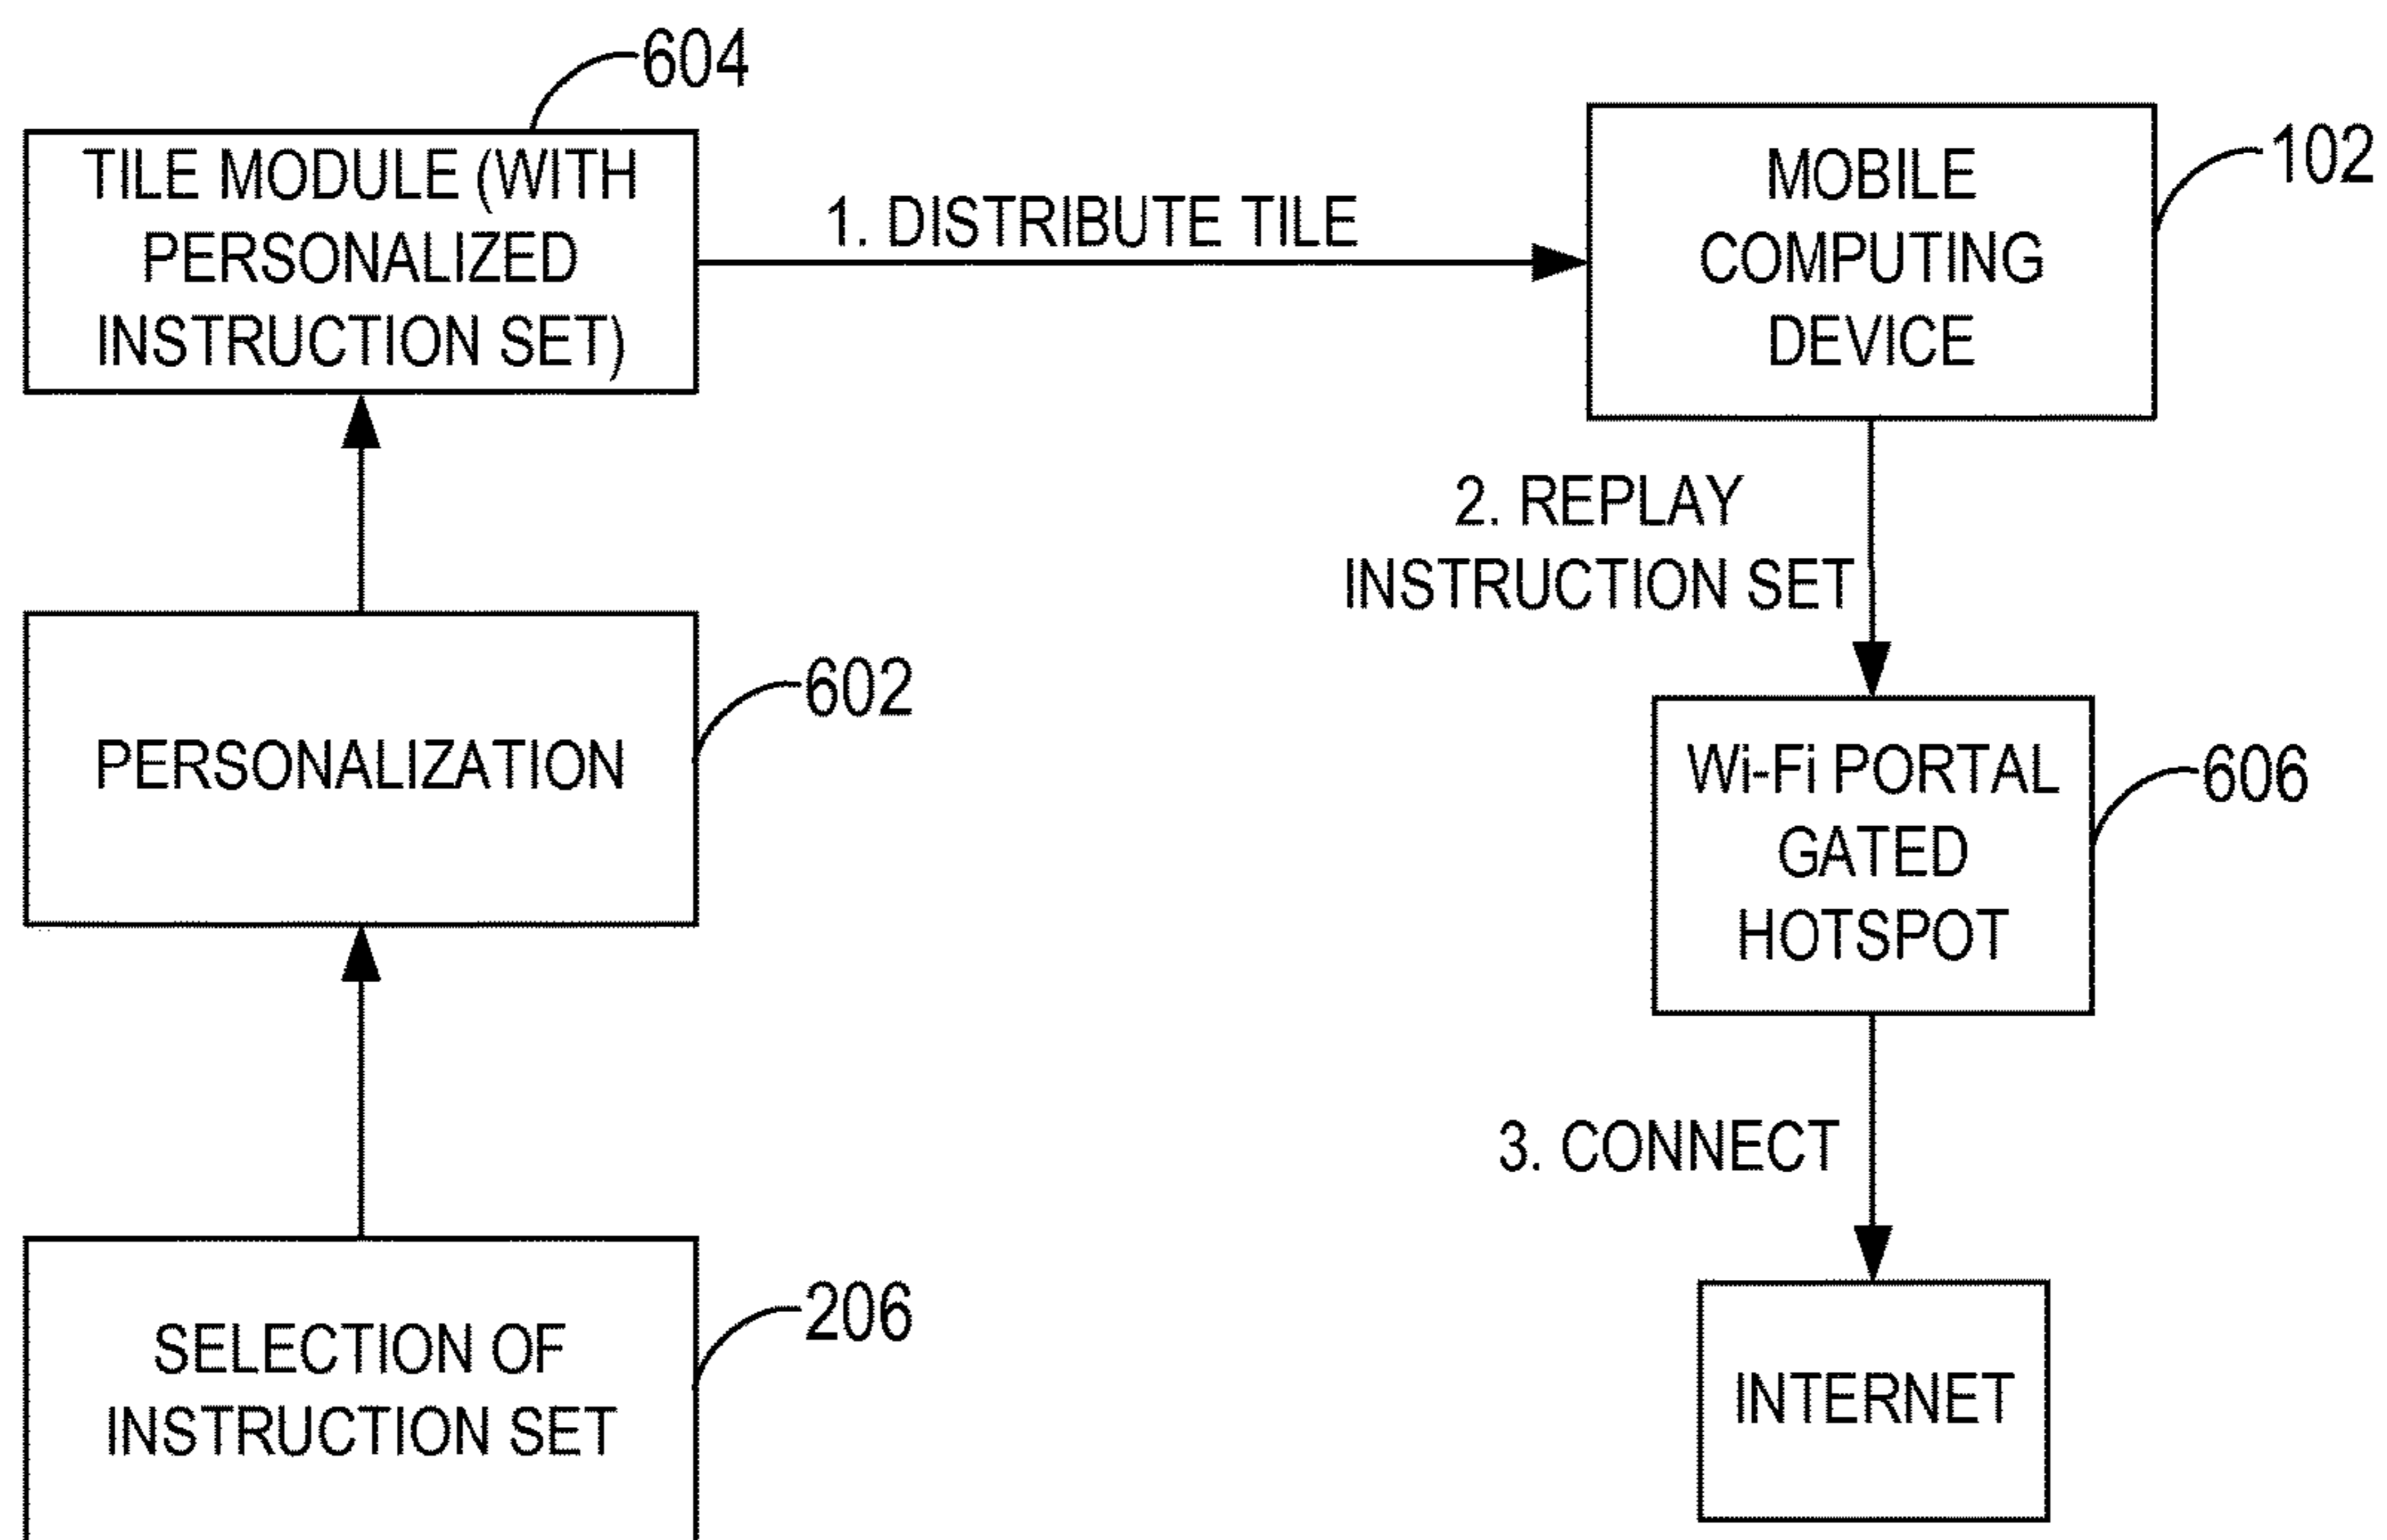 604
TILE MODULE (WITH
PERSONALIZED
INSTRUCTION SET)
1. DISTRIBUTE TILE
MOBILE
COMPUTING
DEVICE
102
2. REPLAY
INSTRUCTION SET
PERSONALIZATION
602
Wi-Fi PORTAL
GATED
HOTSPOT
606
3. CONNECT
SELECTION OF
INSTRUCTION SET
206
INTERNET